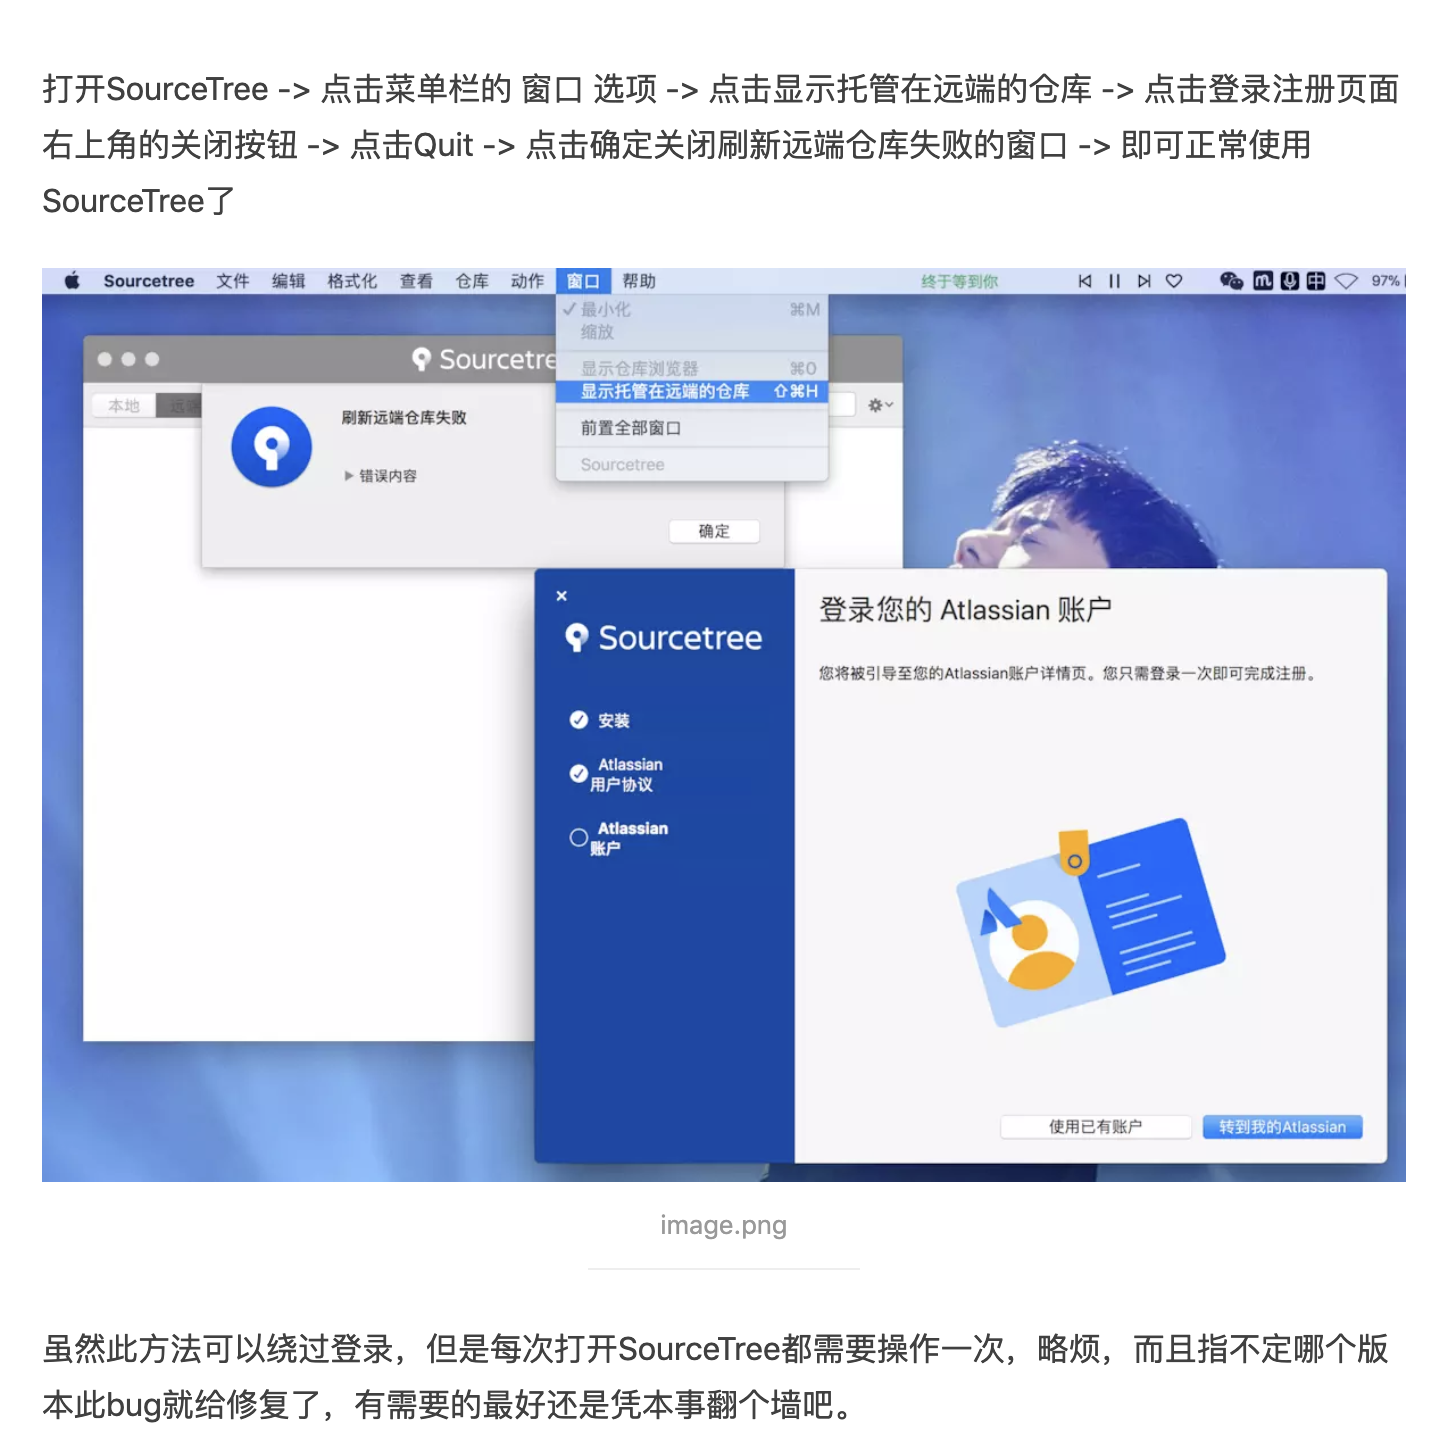 打开SourceTree -> 点击菜单栏的 窗口 选项 -> 点击显示托管在远端的仓库 -> 点击登录注册页面
右上角的关闭按钮 -> 点击Quit -> 点击确定关闭刷新远端仓库失败的窗口 -> 即可正常使用
SourceTree了
Sourcetree 文件 编辑 格式化 查看 仓库 动作 窗口 帮助 终于等到你 中 97%
最小化 ⌘M
缩放
显示仓库浏览器 ⌘0
显示托管在远端的仓库 ⇧⌘H
前置全部窗口
Sourcetree
Sourcetre
本地
刷新远端仓库失败
错误内容
确定
Sourcetree
安装
Atlassian
用户协议
Atlassian
账户
登录您的 Atlassian 账户
您将被引导至您的Atlassian账户详情页。您只需登录一次即可完成注册。
使用已有账户 转到我的Atlassian
image.png
虽然此方法可以绕过登录，但是每次打开SourceTree都需要操作一次，略烦，而且指不定哪个版
本此bug就给修复了，有需要的最好还是凭本事翻个墙吧。